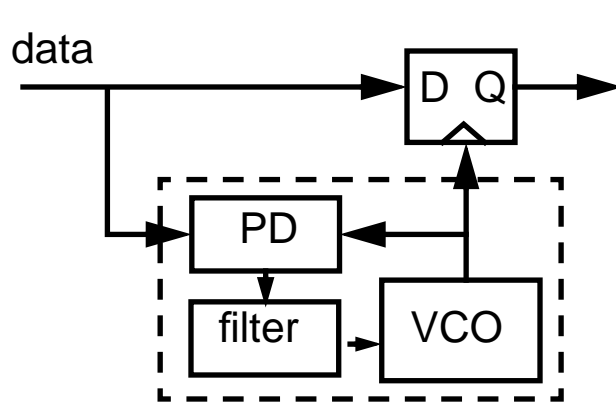 data
D Q
PD
filter
VCO